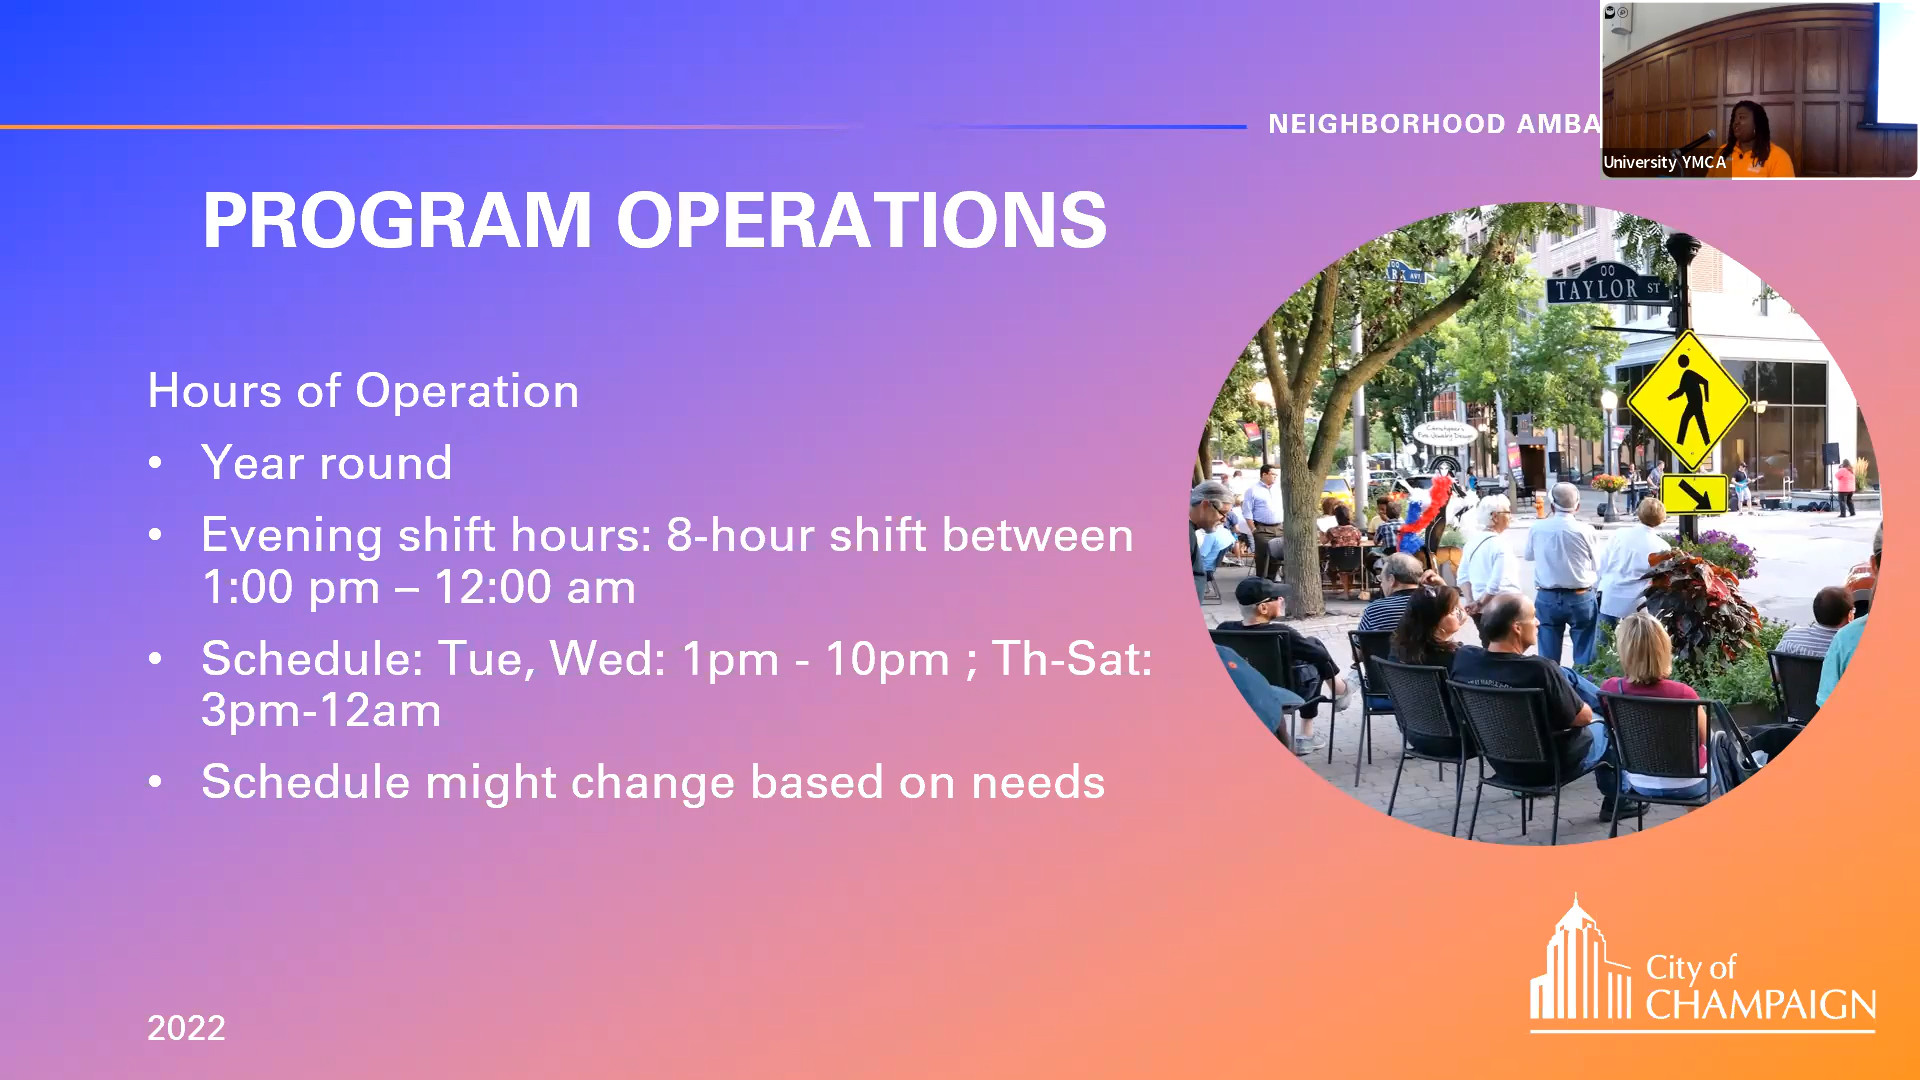 NEIGHBORHOOD AMBA
University YMCA
PROGRAM OPERATIONS
Hours of Operation
• Year round
• Evening shift hours: 8-hour shift between
1:00 pm – 12:00 am
• Schedule: Tue, Wed: 1pm - 10pm ; Th-Sat:
3pm-12am
• Schedule might change based on needs
00
TAYLOR ST
City of
CHAMPAIGN
2022